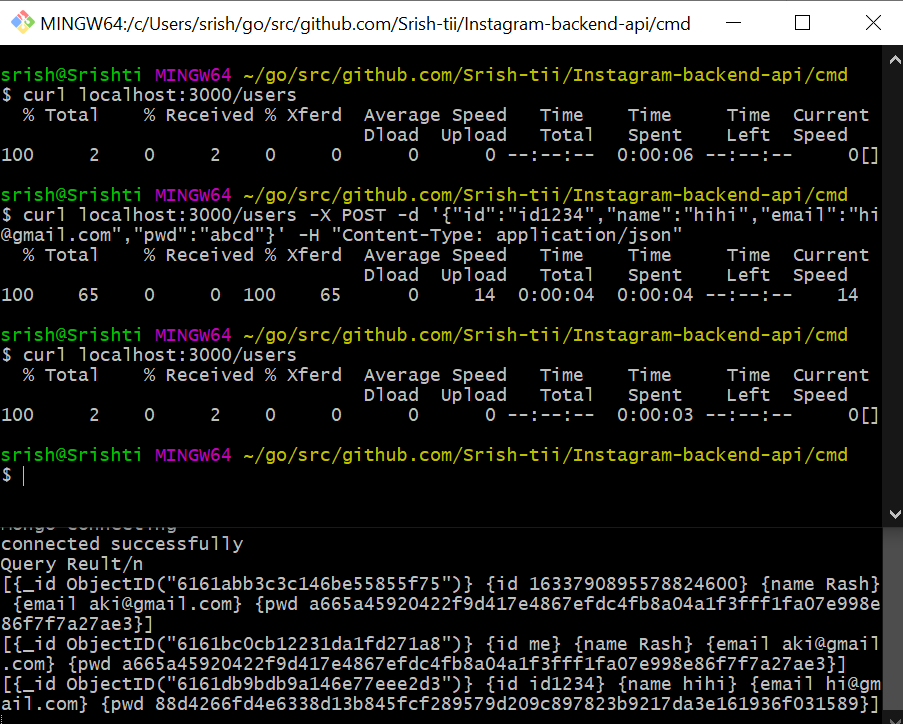 MINGW64:/c/Users/srish/go/src/github.com/Srish-tii/Instagram-backend-api/cmd
srish@Srishti MINGW64 ~/go/src/github.com/Srish-tii/Instagram-backend-api/cmd
$ curl localhost:3000/users
% Total % Received % Xferd Average Speed Time Time Time Current
Dload Upload Total Spent Left Speed
100 2 0 2 0 0 0 0 --:--:-- 0:00:06 --:--:-- 0[]
srish@Srishti MINGW64 ~/go/src/github.com/Srish-tii/Instagram-backend-api/cmd
$ curl localhost:3000/users -X POST -d '{"id":"id1234","name":"hihi","email":"hi
@gmail.com","pwd":"abcd"}' -H "Content-Type: application/json"
% Total % Received % Xferd Average Speed Time Time Time Current
Dload Upload Total Spent Left Speed
100 65 0 0 100 65 0 14 0:00:04 0:00:04 --:--:-- 14
srish@Srishti MINGW64 ~/go/src/github.com/Srish-tii/Instagram-backend-api/cmd
$ curl localhost:3000/users
% Total % Received % Xferd Average Speed Time Time Time Current
Dload Upload Total Spent Left Speed
100 2 0 2 0 0 0 0 --:--:-- 0:00:03 --:--:-- 0[]
srish@Srishti MINGW64 ~/go/src/github.com/Srish-tii/Instagram-backend-api/cmd
$
Mongo Connecting
connected successfully
Query Reult/n
[{_id ObjectID("6161abb3c3c146be55855f75")} {id 1633790895578824600} {name Rash}
{email aki@gmail.com} {pwd a665a45920422f9d417e4867efdc4fb8a04a1f3fff1fa07e998e
86f7f7a27ae3}]
[{_id ObjectID("6161bc0cb12231da1fd271a8")} {id me} {name Rash} {email aki@gmail
.com} {pwd a665a45920422f9d417e4867efdc4fb8a04a1f3fff1fa07e998e86f7f7a27ae3}]
[{_id ObjectID("6161db9bdb9a146e77eee2d3")} {id id1234} {name hihi} {email hi@gm
ail.com} {pwd 88d4266fd4e6338d13b845fcf289579d209c897823b9217da3e161936f031589}]